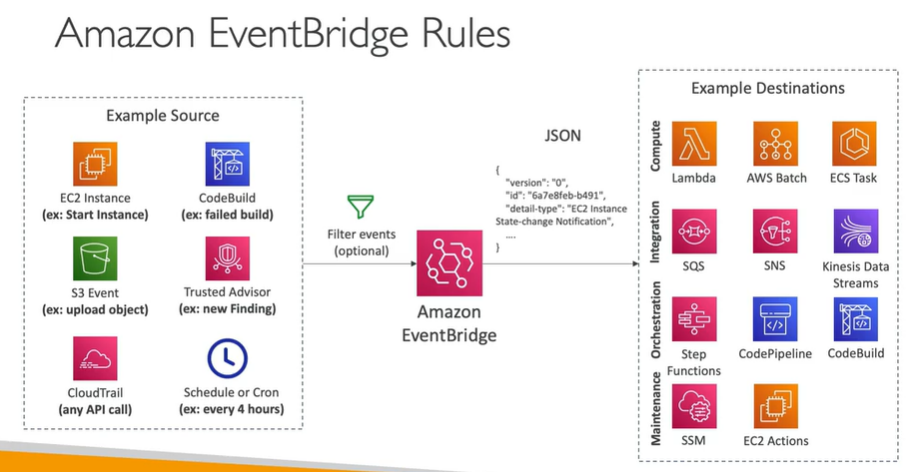 Amazon EventBridge Rules
Example Source
EC2 Instance
(ex: Start Instance)
CodeBuild
(ex: failed build)
S3 Event
(ex: upload object)
Trusted Advisor
(ex: new Finding)
CloudTrail
(any API call)
Schedule or Cron
(ex: every 4 hours)
Filter events
(optional)
Amazon
EventBridge
JSON
{
"version": "0",
"id": "6a7e8feb-b491",
"detail-type": "EC2 Instance
State-change Notification",
....
}
Example Destinations
Compute
Lambda
AWS Batch
ECS Task
Integration
SQS
SNS
Kinesis Data
Streams
Orchestration
Step
Functions
CodePipeline
CodeBuild
Maintenance
SSM
EC2 Actions